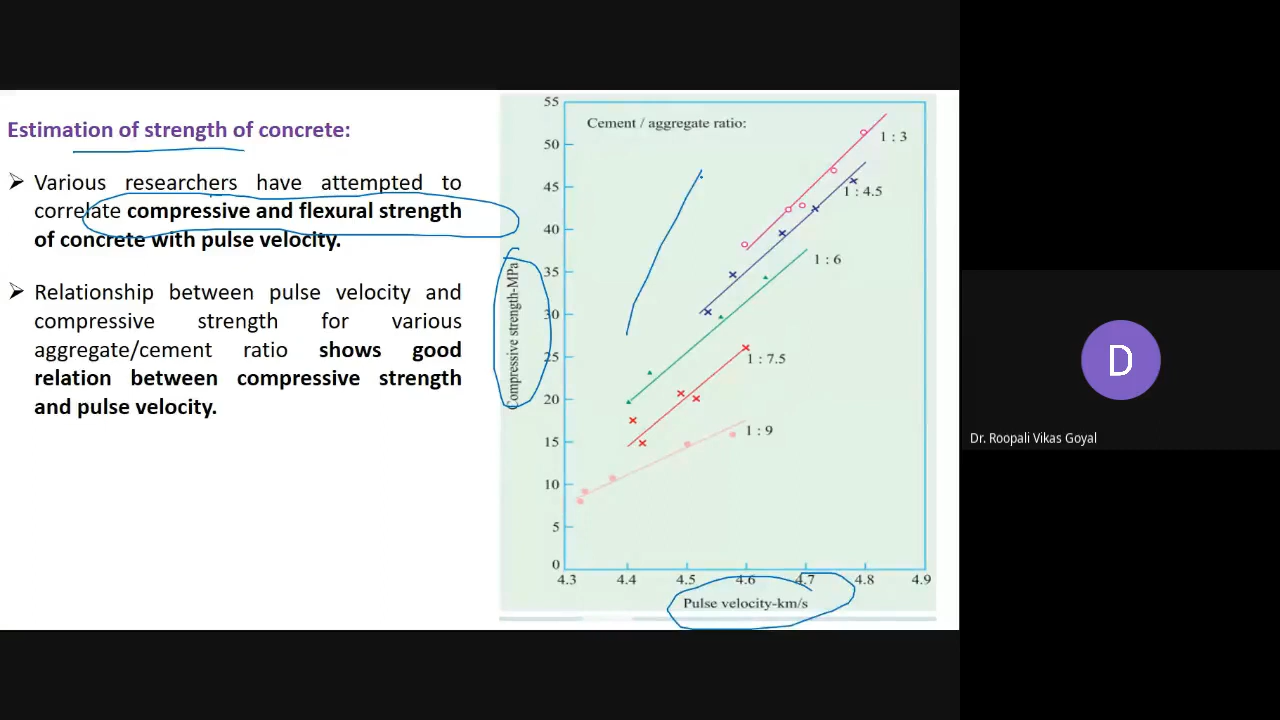 Estimation of strength of concrete:
➢ Various researchers have attempted to
correlate compressive and flexural strength
of concrete with pulse velocity.
➢ Relationship between pulse velocity and
compressive strength for various
aggregate/cement ratio shows good
relation between compressive strength
and pulse velocity.
Compressive strength-MPa
55
50
45
40
35
30
25
20
15
10
5
0
Cement / aggregate ratio:
1 : 3
1 : 4.5
1 : 6
1 : 7.5
1 : 9
4.3 4.4 4.5 4.6 4.7 4.8 4.9
Pulse velocity-km/s
D
Dr. Roopali Vikas Goyal